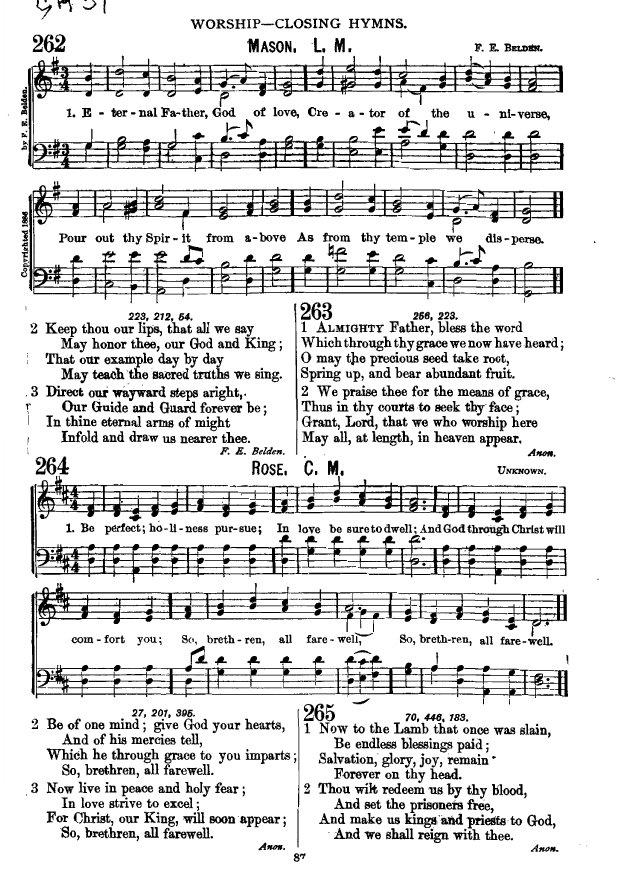 WORSHIP—CLOSING HYMNS.
262
MASON. L. M.
F. E. BELDEN.
Copyrighted 1886
by F. E. Belden.
1. E - ter - nal Fa - ther, God of love, Cre - a - tor of the u - ni - verse,
Pour out thy Spir - it from a - bove As from thy tem - ple we dis - perse.
223, 212, 54.
2 Keep thou our lips, that all we say
May honor thee, our God and King;
That our example day by day
May teach the sacred truths we sing.
3 Direct our wayward steps aright,
Our Guide and Guard forever be;
In thine eternal arms of might
Infold and draw us nearer thee.
F. E. Belden.
263
256, 223.
1 ALMIGHTY Father, bless the word
Which through thy grace we now have heard;
O may the precious seed take root,
Spring up, and bear abundant fruit.
2 We praise thee for the means of grace,
Thus in thy courts to seek thy face;
Grant, Lord, that we who worship here
May all, at length, in heaven appear.
Anon.
264
ROSE. C. M.
UNKNOWN.
1. Be perfect; ho - li - ness pur - sue; In love be sure to dwell; And God through Christ will
com - fort you; So, breth - ren, all fare - well, So, breth - ren, all fare - well.
27, 201, 395.
2 Be of one mind; give God your hearts,
And of his mercies tell,
Which he through grace to you imparts;
So, brethren, all farewell.
3 Now live in peace and holy fear;
In love strive to excel;
For Christ, our King, will soon appear;
So, brethren, all farewell.
Anon.
265
70, 446, 183.
1 Now to the Lamb that once was slain,
Be endless blessings paid;
Salvation, glory, joy, remain
Forever on thy head.
2 Thou wilt redeem us by thy blood,
And set the prisoners free,
And make us kings and priests to God,
And we shall reign with thee.
Anon.
87